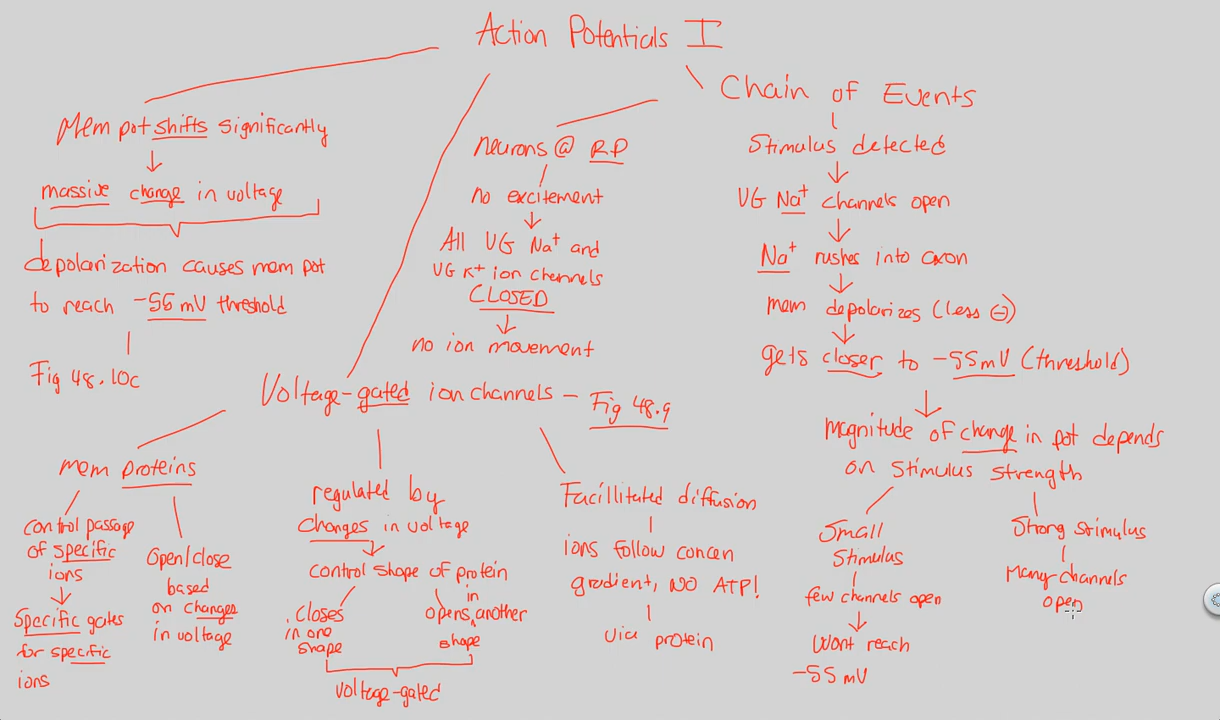 Action Potentials I
Mem pot shifts significantly
massive change in voltage
depolarization causes mem pot
to reach -55 mV threshold
Fig 48.10c
Voltage-gated ion channels - Fig 48.9
mem proteins
control passage
of specific
ions
Specific gates
for specific
ions
Open/close
based
on changes
in voltage
regulated by
changes in voltage
control shape of protein
closes
in one
shape
opens in another
shape
voltage-gated
Facillitated diffusion
ions follow concen
gradient, NO ATP!
via protein
Chain of Events
neurons @ RP
no excitement
All VG Na+ and
VG K+ ion channels
CLOSED
no ion movement
Stimulus detected
VG Na+ channels open
Na+ rushes into axon
mem depolarizes (less ⊖)
gets closer to -55mV (threshold)
Magnitude of change in pot depends
on stimulus strength
Small
Stimulus
few channels open
Wont reach
-55 mV
Strong stimulus
Many channels
open